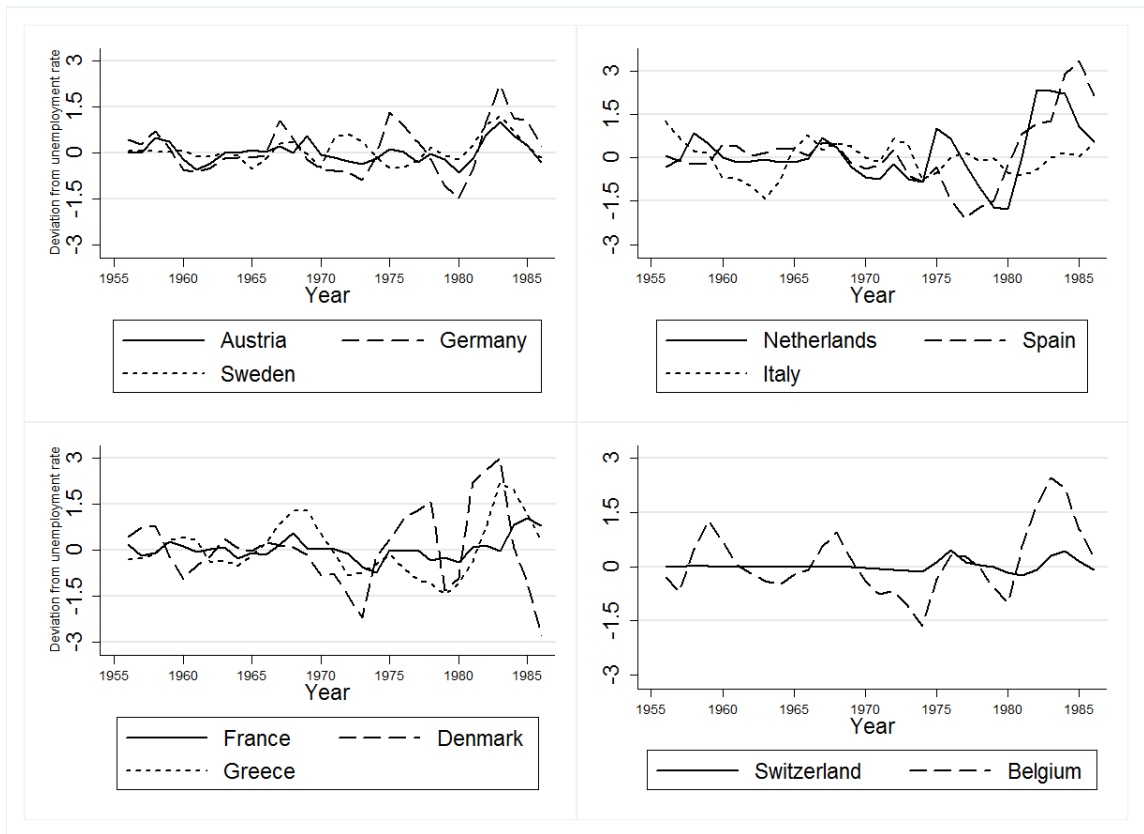 Deviation from unemployment rate
3
1.5
0
-1.5
-3
1955 1960 1965 1970 1975 1980 1985
Year
Austria Germany
Sweden
3
1.5
0
-1.5
-3
1955 1960 1965 1970 1975 1980 1985
Year
Netherlands Spain
Italy
Deviation from unemployment rate
3
1.5
0
-1.5
-3
1955 1960 1965 1970 1975 1980 1985
Year
France Denmark
Greece
3
1.5
0
-1.5
-3
1955 1960 1965 1970 1975 1980 1985
Year
Switzerland Belgium